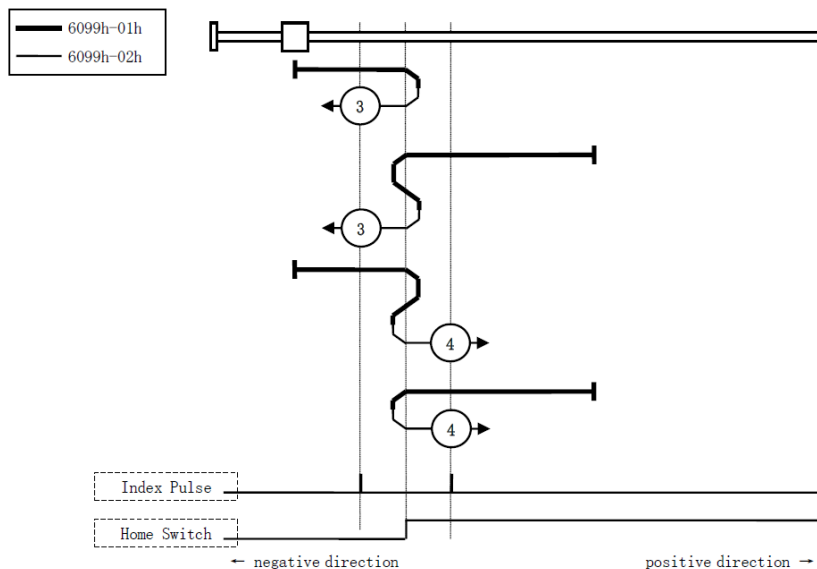 6099h-01h
6099h-02h
3
3
4
4
Index Pulse
Home Switch
← negative direction
positive direction →